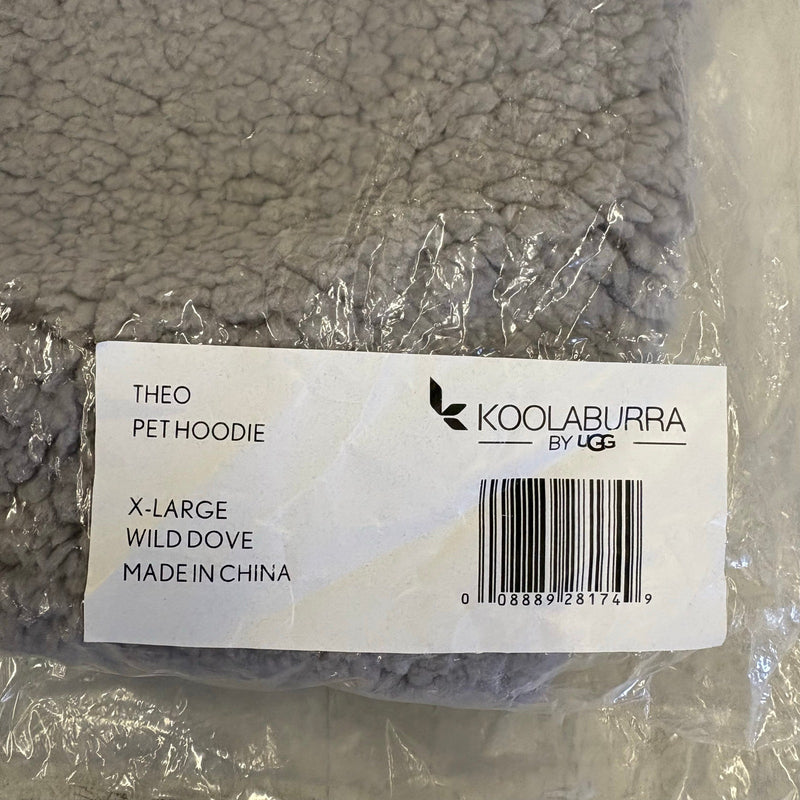 THEO
PET HOODIE
KOOLABURRA
BY UGG
X-LARGE
WILD DOVE
MADE IN CHINA
0 08889 28174 9